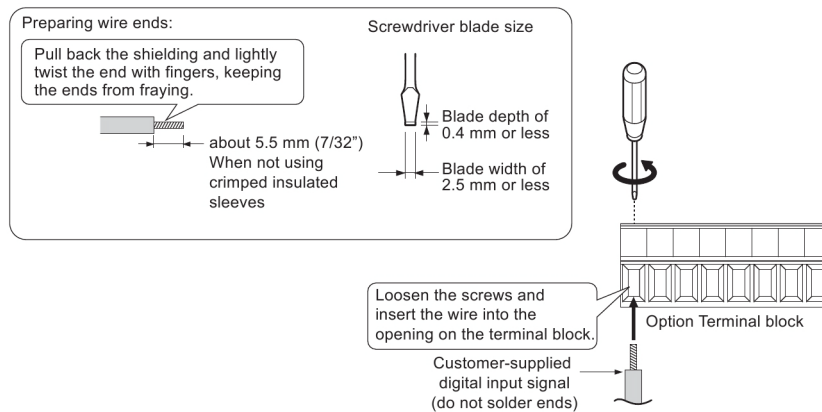 Preparing wire ends:
Pull back the shielding and lightly
twist the end with fingers, keeping
the ends from fraying.
about 5.5 mm (7/32”)
When not using
crimped insulated
sleeves
Screwdriver blade size
Blade depth of
0.4 mm or less
Blade width of
2.5 mm or less
Loosen the screws and
insert the wire into the
opening on the terminal block.
Option Terminal block
Customer-supplied
digital input signal
(do not solder ends)